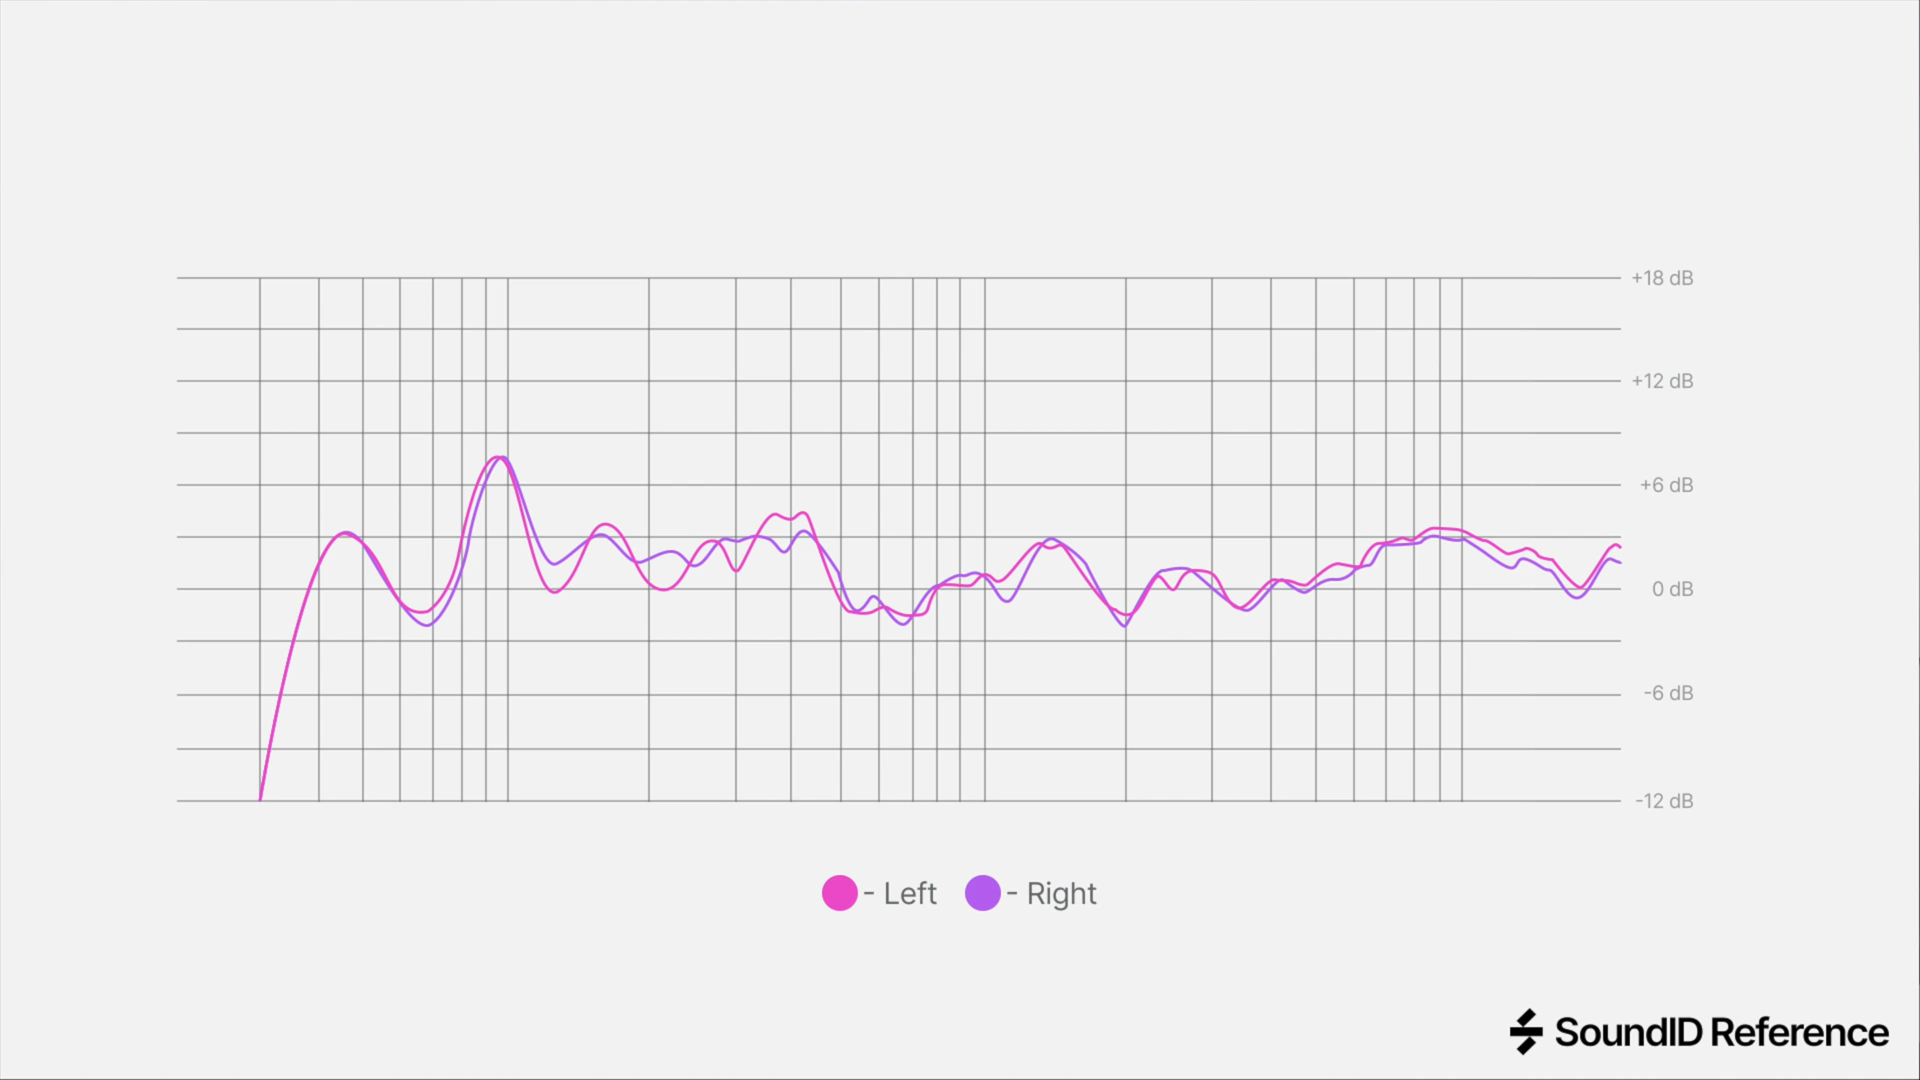 +18 dB
+12 dB
+6 dB
0 dB
-6 dB
-12 dB
- Left - Right
SoundID Reference